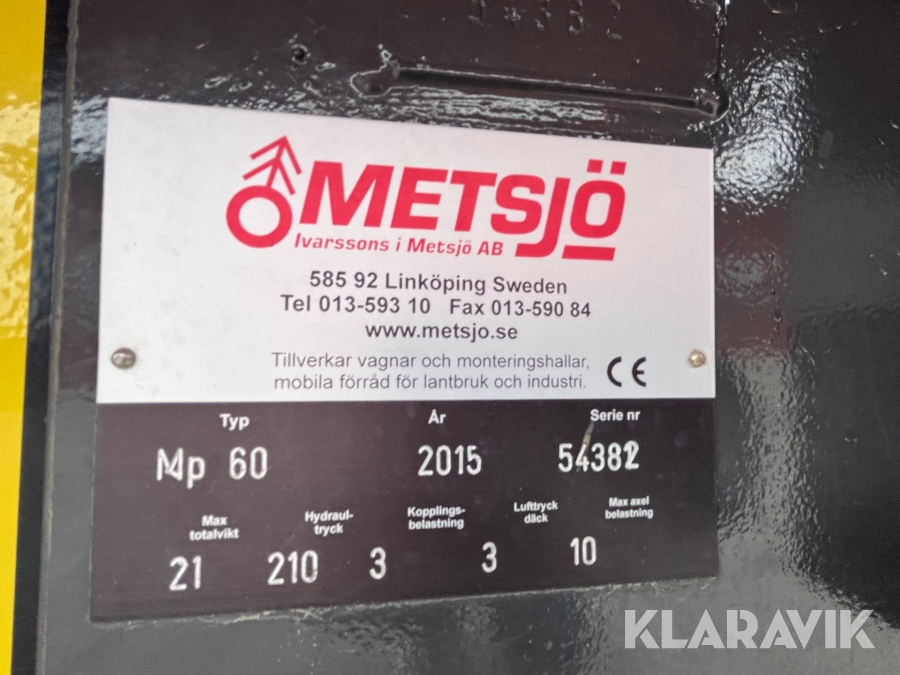 METSJÖ
Ivarssons i Metsjö AB
585 92 Linköping Sweden
Tel 013-593 10 Fax 013-590 84
www.metsjo.se
Tillverkar vagnar och monteringshallar,
mobila förråd för lantbruk och industri. CE
Typ År Serie nr
Mp 60 2015 54382
Max totalvikt Hydraul-tryck Kopplings-belastning Lufttryck däck Max axel belastning
21 210 3 3 10
KLARAVIK